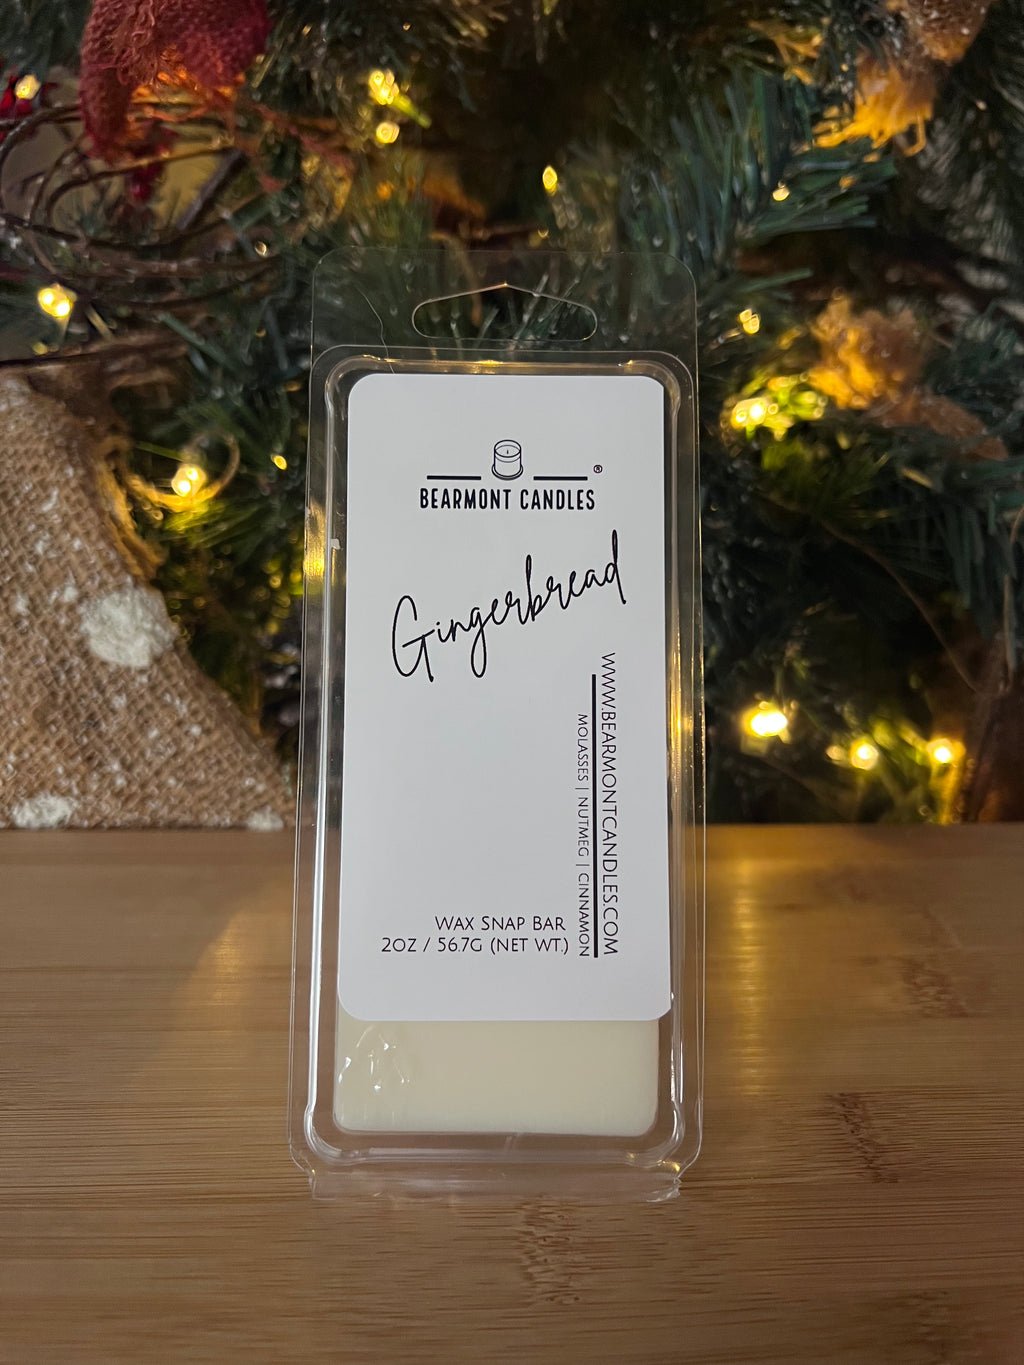 ®
BEARMONT CANDLES
Gingerbread
WWW.BEARMONTCANDLES.COM
MOLASSES | NUTMEG | CINNAMON
WAX SNAP BAR
2OZ / 56.7G (NET WT.)